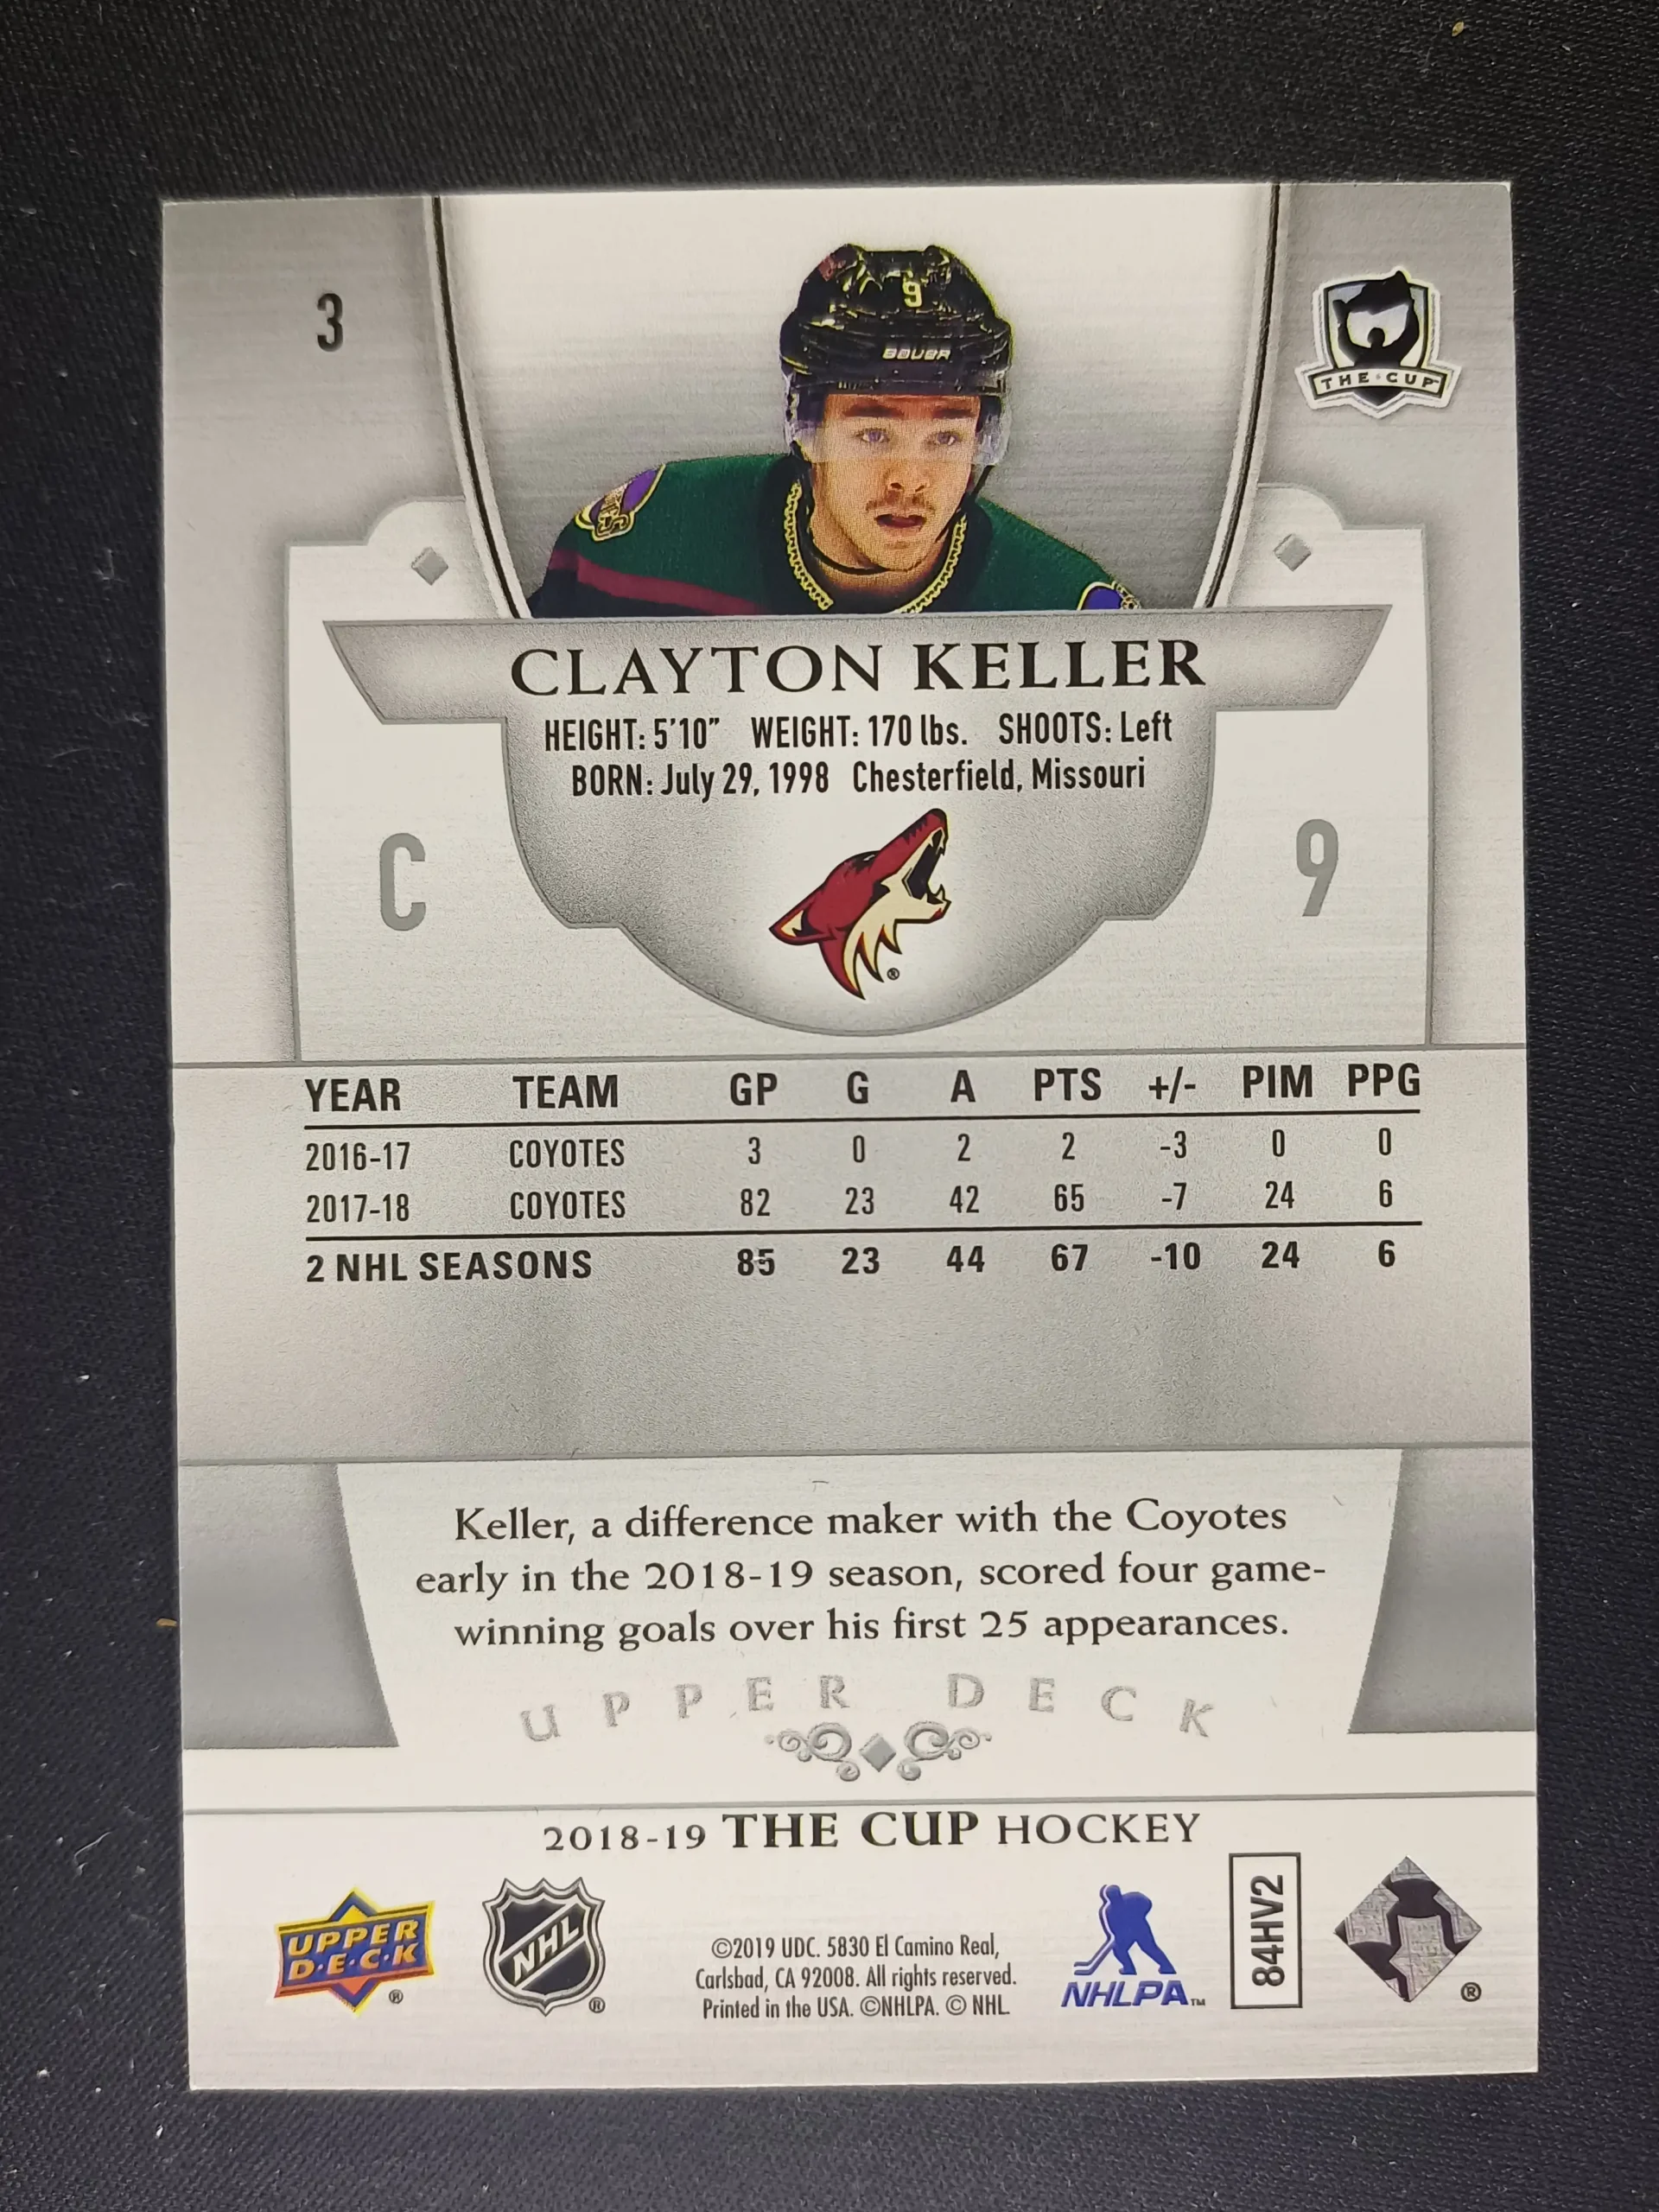 3
9
BAUER
THE CUP
CLAYTON KELLER
HEIGHT: 5'10" WEIGHT: 170 lbs. SHOOTS: Left
BORN: July 29, 1998 Chesterfield, Missouri
C 9
®
YEAR TEAM GP G A PTS +/- PIM PPG
2016-17 COYOTES 3 0 2 2 -3 0 0
2017-18 COYOTES 82 23 42 65 -7 24 6
2 NHL SEASONS 85 23 44 67 -10 24 6
Keller, a difference maker with the Coyotes
early in the 2018-19 season, scored four game-
winning goals over his first 25 appearances.
UPPER DECK
2018-19 THE CUP HOCKEY
UPPER
D·E·C·K ®
NHL ®
©2019 UDC. 5830 El Camino Real,
Carlsbad, CA 92008. All rights reserved.
Printed in the USA. ©NHLPA. © NHL.
NHLPA™
84HV2
®